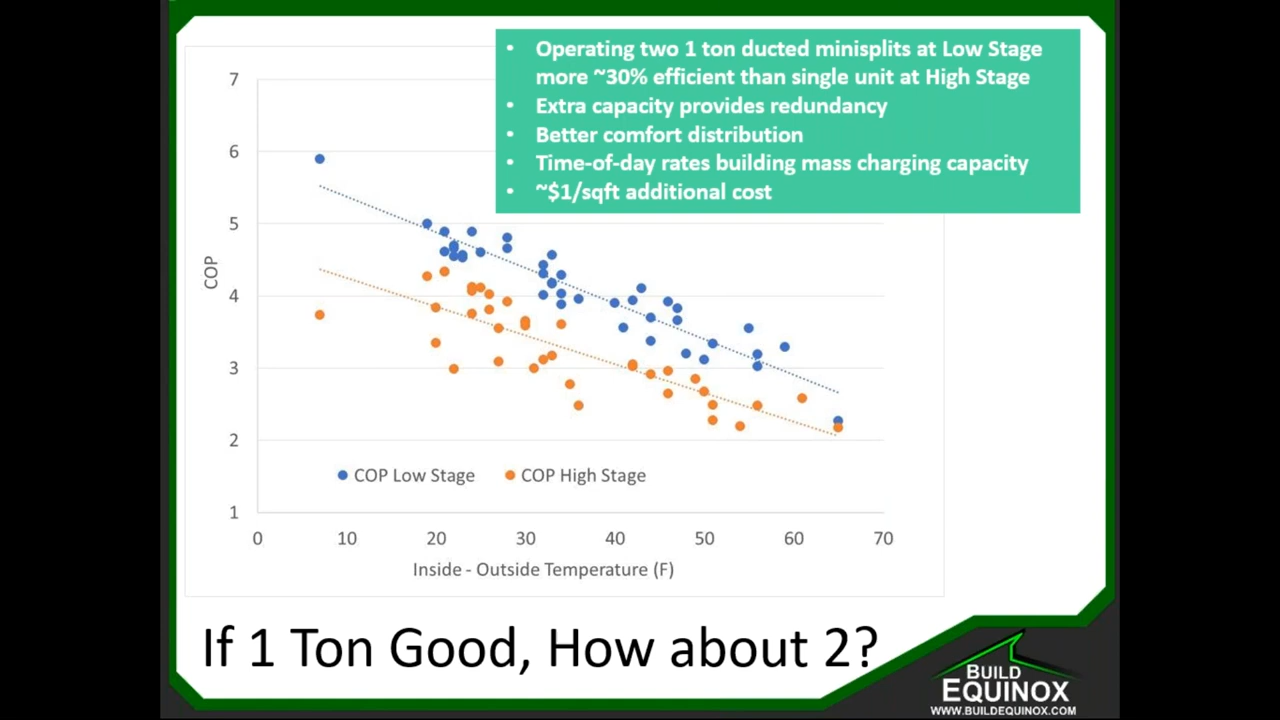 • Operating two 1 ton ducted minisplits at Low Stage
more ~30% efficient than single unit at High Stage
• Extra capacity provides redundancy
• Better comfort distribution
• Time-of-day rates building mass charging capacity
• ~$1/sqft additional cost
7
6
5
4
3
2
1
COP
COP Low Stage
COP High Stage
0 10 20 30 40 50 60 70
Inside - Outside Temperature (F)
If 1 Ton Good, How about 2?
BUILD
EQUINOX
WWW.BUILDEQUINOX.COM